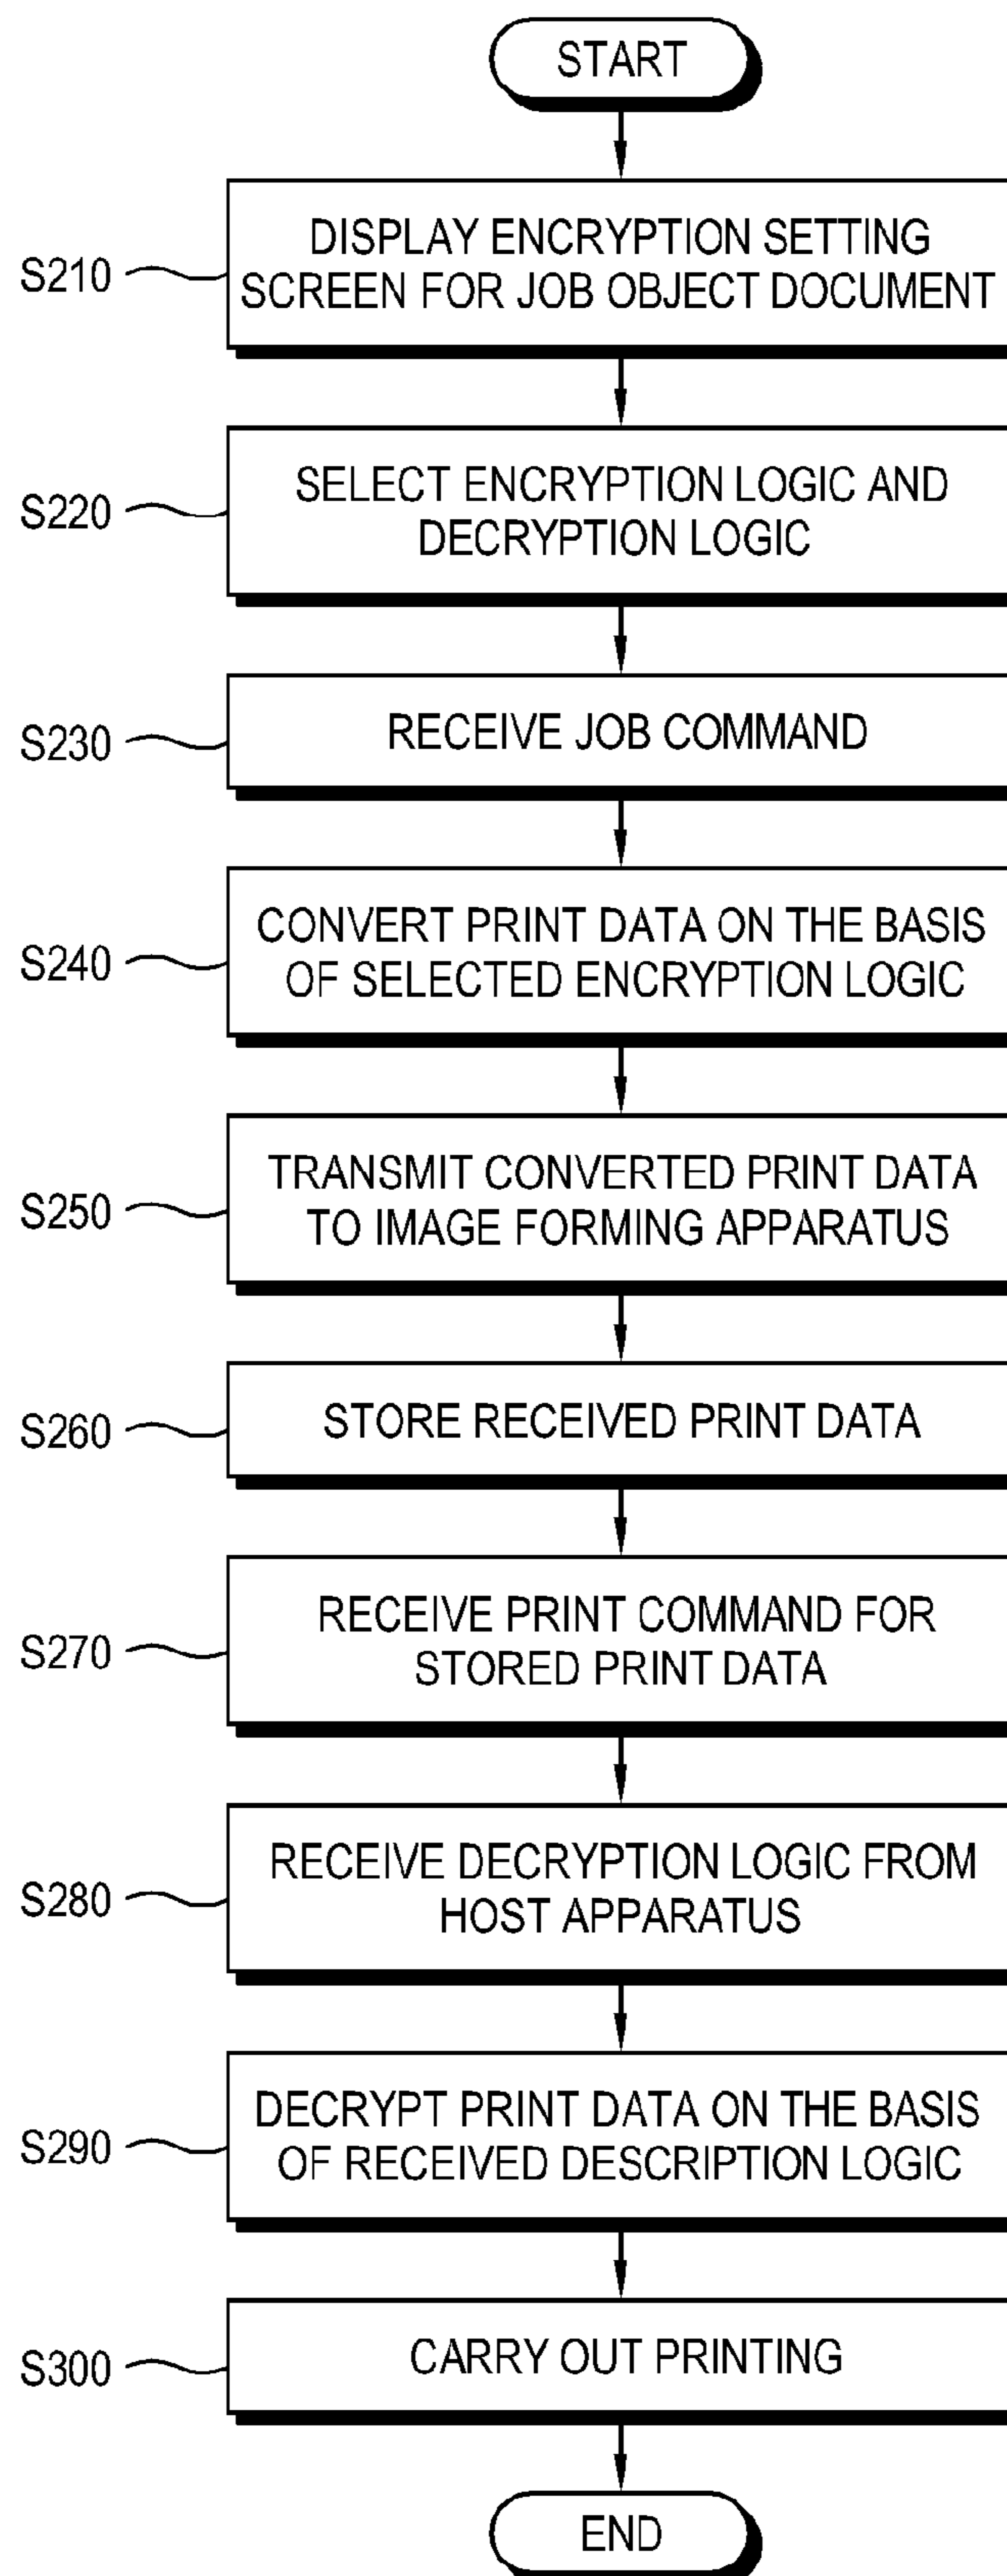 START
S210
DISPLAY ENCRYPTION SETTING
SCREEN FOR JOB OBJECT DOCUMENT
S220
SELECT ENCRYPTION LOGIC AND
DECRYPTION LOGIC
S230
RECEIVE JOB COMMAND
S240
CONVERT PRINT DATA ON THE BASIS
OF SELECTED ENCRYPTION LOGIC
S250
TRANSMIT CONVERTED PRINT DATA
TO IMAGE FORMING APPARATUS
S260
STORE RECEIVED PRINT DATA
S270
RECEIVE PRINT COMMAND FOR
STORED PRINT DATA
S280
RECEIVE DECRYPTION LOGIC FROM
HOST APPARATUS
S290
DECRYPT PRINT DATA ON THE BASIS
OF RECEIVED DESCRIPTION LOGIC
S300
CARRY OUT PRINTING
END